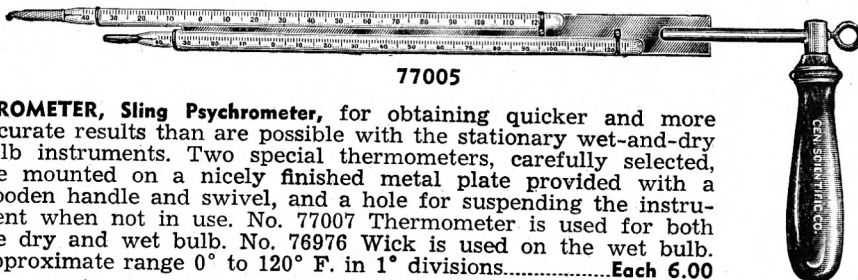 77005
ROMETER, Sling Psychrometer, for obtaining quicker and more
curate results than are possible with the stationary wet-and-dry
lb instruments. Two special thermometers, carefully selected,
e mounted on a nicely finished metal plate provided with a
ooden handle and swivel, and a hole for suspending the instru-
ent when not in use. No. 77007 Thermometer is used for both
e dry and wet bulb. No. 76976 Wick is used on the wet bulb.
pproximate range 0° to 120° F. in 1° divisions................Each 6.00
CEN. SCIENTIFIC CO.